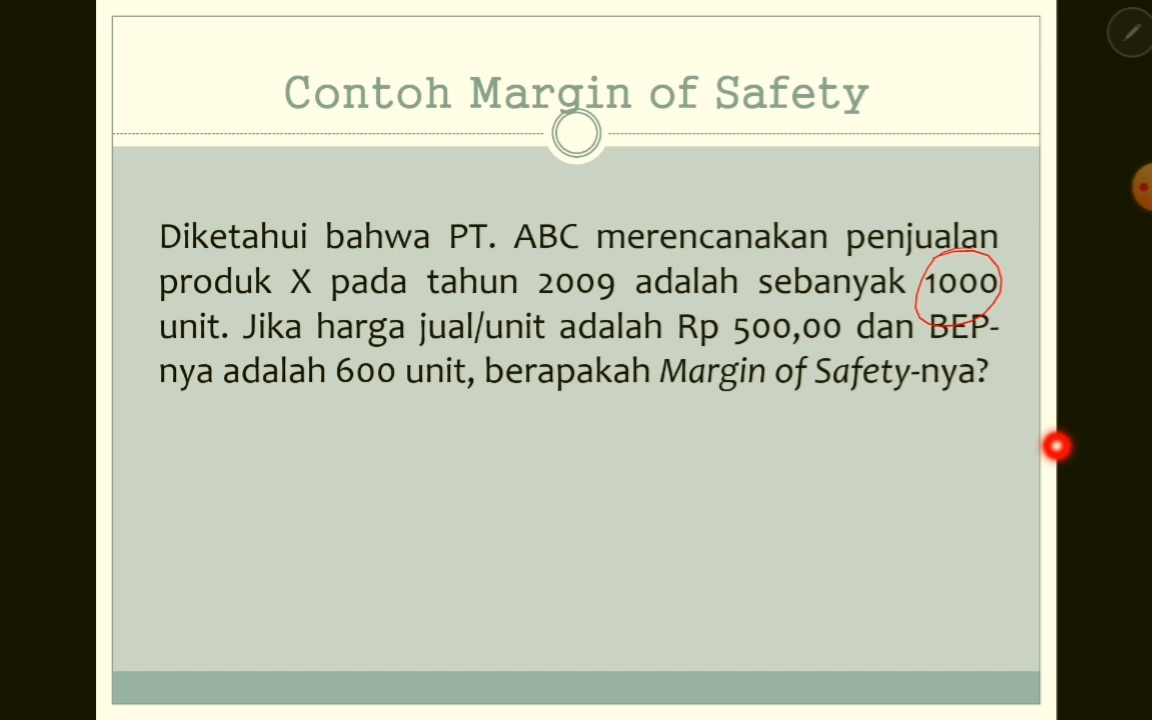 Contoh Margin of Safety
Diketahui bahwa PT. ABC merencanakan penjualan
produk X pada tahun 2009 adalah sebanyak 1000
unit. Jika harga jual/unit adalah Rp 500,00 dan BEP-
nya adalah 600 unit, berapakah Margin of Safety-nya?